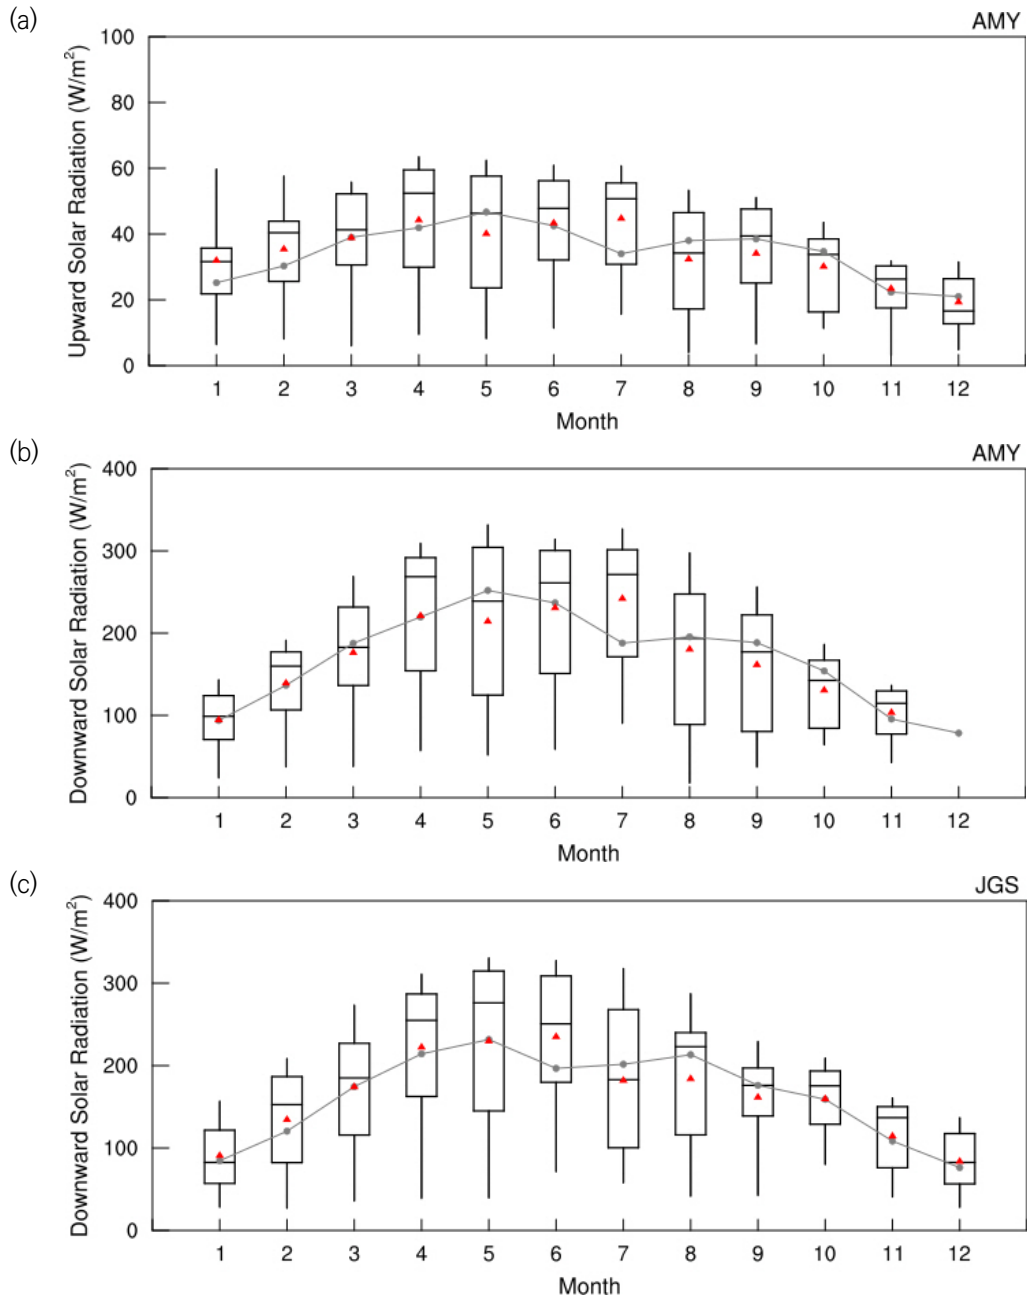 (a)
AMY
Upward Solar Radiation (W/m²)
100
80
60
40
20
0
1 2 3 4 5 6 7 8 9 10 11 12
Month
(b)
AMY
Downward Solar Radiation (W/m²)
400
300
200
100
0
1 2 3 4 5 6 7 8 9 10 11 12
Month
(c)
JGS
Downward Solar Radiation (W/m²)
400
300
200
100
0
1 2 3 4 5 6 7 8 9 10 11 12
Month